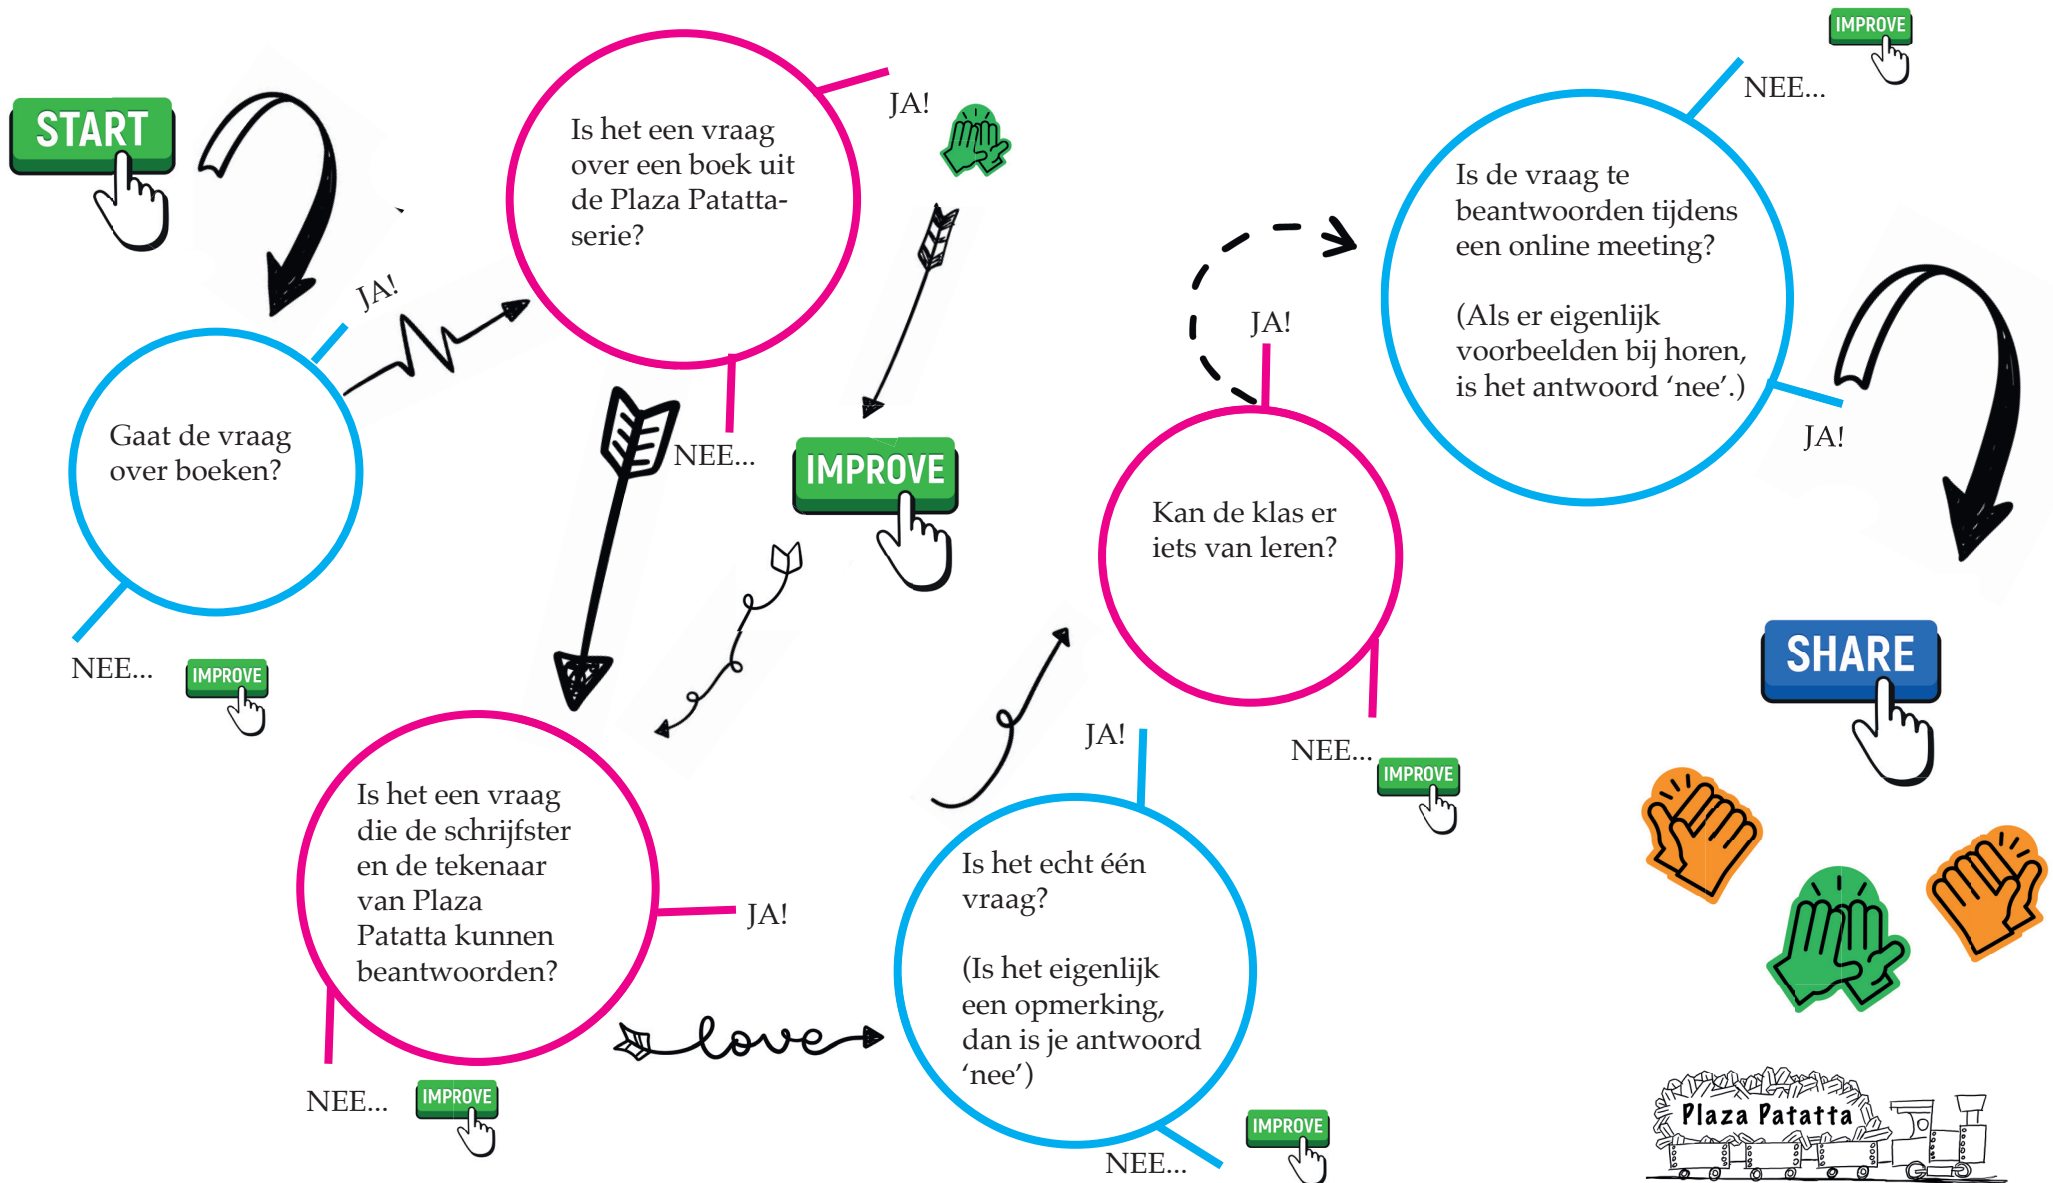 START
Gaat de vraag
over boeken?
JA!
NEE...
IMPROVE
Is het een vraag
over een boek uit
de Plaza Patatta-
serie?
JA!
NEE...
IMPROVE
Is het een vraag
die de schrijfster
en de tekenaar
van Plaza
Patatta kunnen
beantwoorden?
JA!
NEE...
IMPROVE
love
Is het echt één
vraag?
(Is het eigenlijk
een opmerking,
dan is je antwoord
‘nee’)
JA!
NEE...
IMPROVE
Kan de klas er
iets van leren?
JA!
NEE...
IMPROVE
Is de vraag te
beantwoorden tijdens
een online meeting?
(Als er eigenlijk
voorbeelden bij horen,
is het antwoord ‘nee’.)
NEE...
IMPROVE
JA!
SHARE
Plaza Patatta